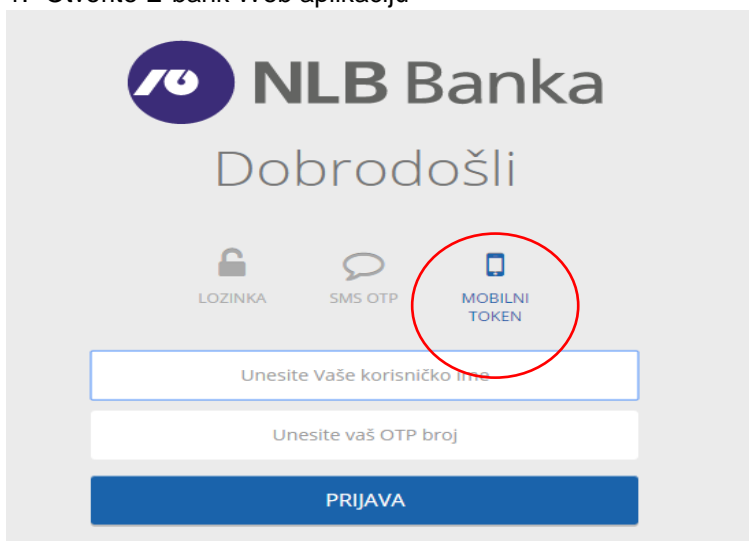 NLB Banka
Dobrodošli
LOZINKA
SMS OTP
MOBILNI
TOKEN
Unesite Vaše korisničko ime
Unesite vaš OTP broj
PRIJAVA